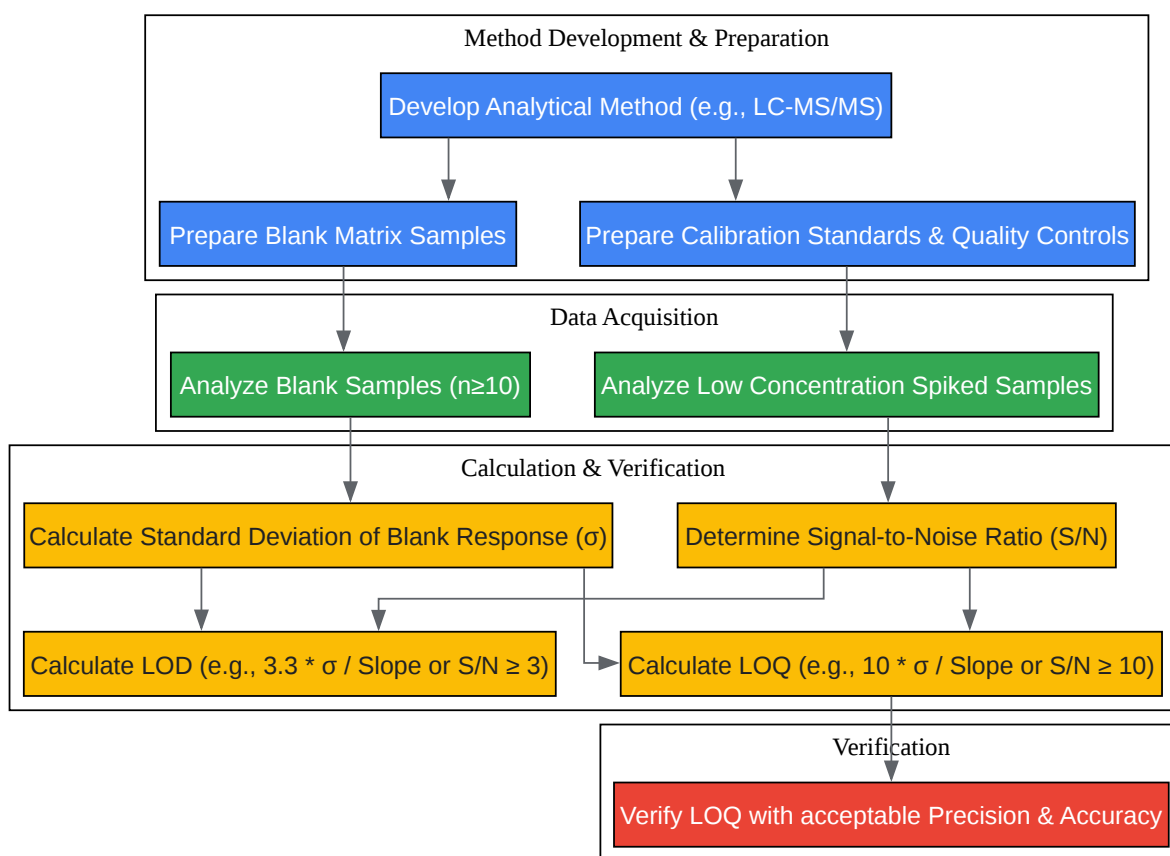 Method Development & Preparation
Develop Analytical Method (e.g., LC-MS/MS)
Prepare Blank Matrix Samples
Prepare Calibration Standards & Quality Controls
Data Acquisition
Analyze Blank Samples (n≥10)
Analyze Low Concentration Spiked Samples
Calculation & Verification
Calculate Standard Deviation of Blank Response (σ)
Determine Signal-to-Noise Ratio (S/N)
Calculate LOD (e.g., 3.3 * σ / Slope or S/N ≥ 3)
Calculate LOQ (e.g., 10 * σ / Slope or S/N ≥ 10)
Verification
Verify LOQ with acceptable Precision & Accuracy